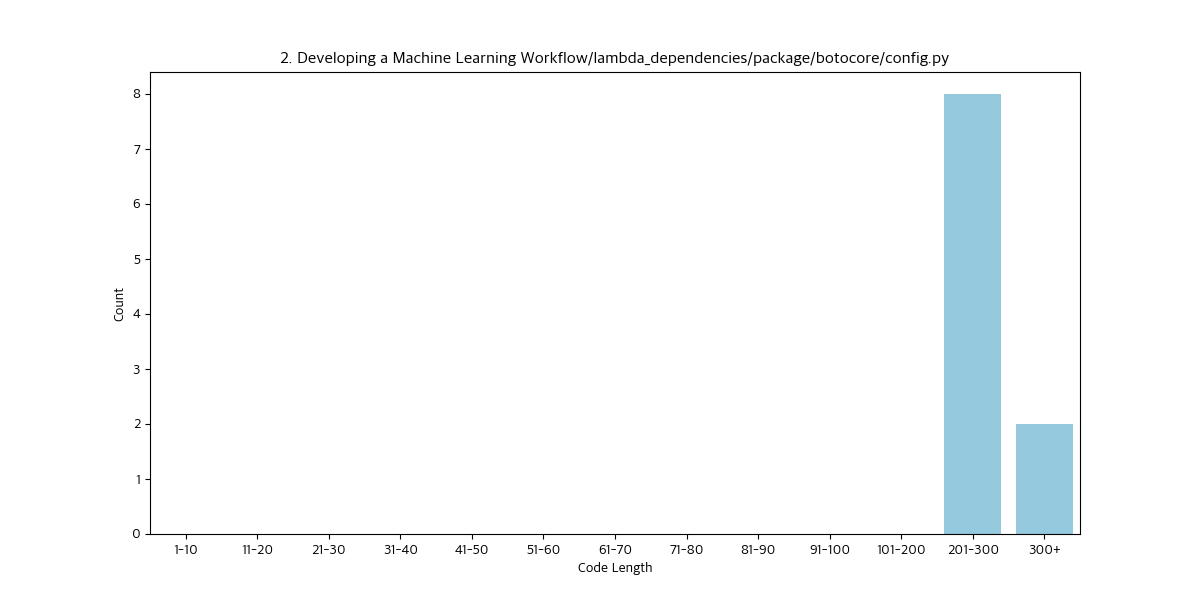 2. Developing a Machine Learning Workflow/lambda_dependencies/package/botocore/config.py
8
7
6
5
4
3
2
1
0
Count
1-10 11-20 21-30 31-40 41-50 51-60 61-70 71-80 81-90 91-100 101-200 201-300 300+
Code Length